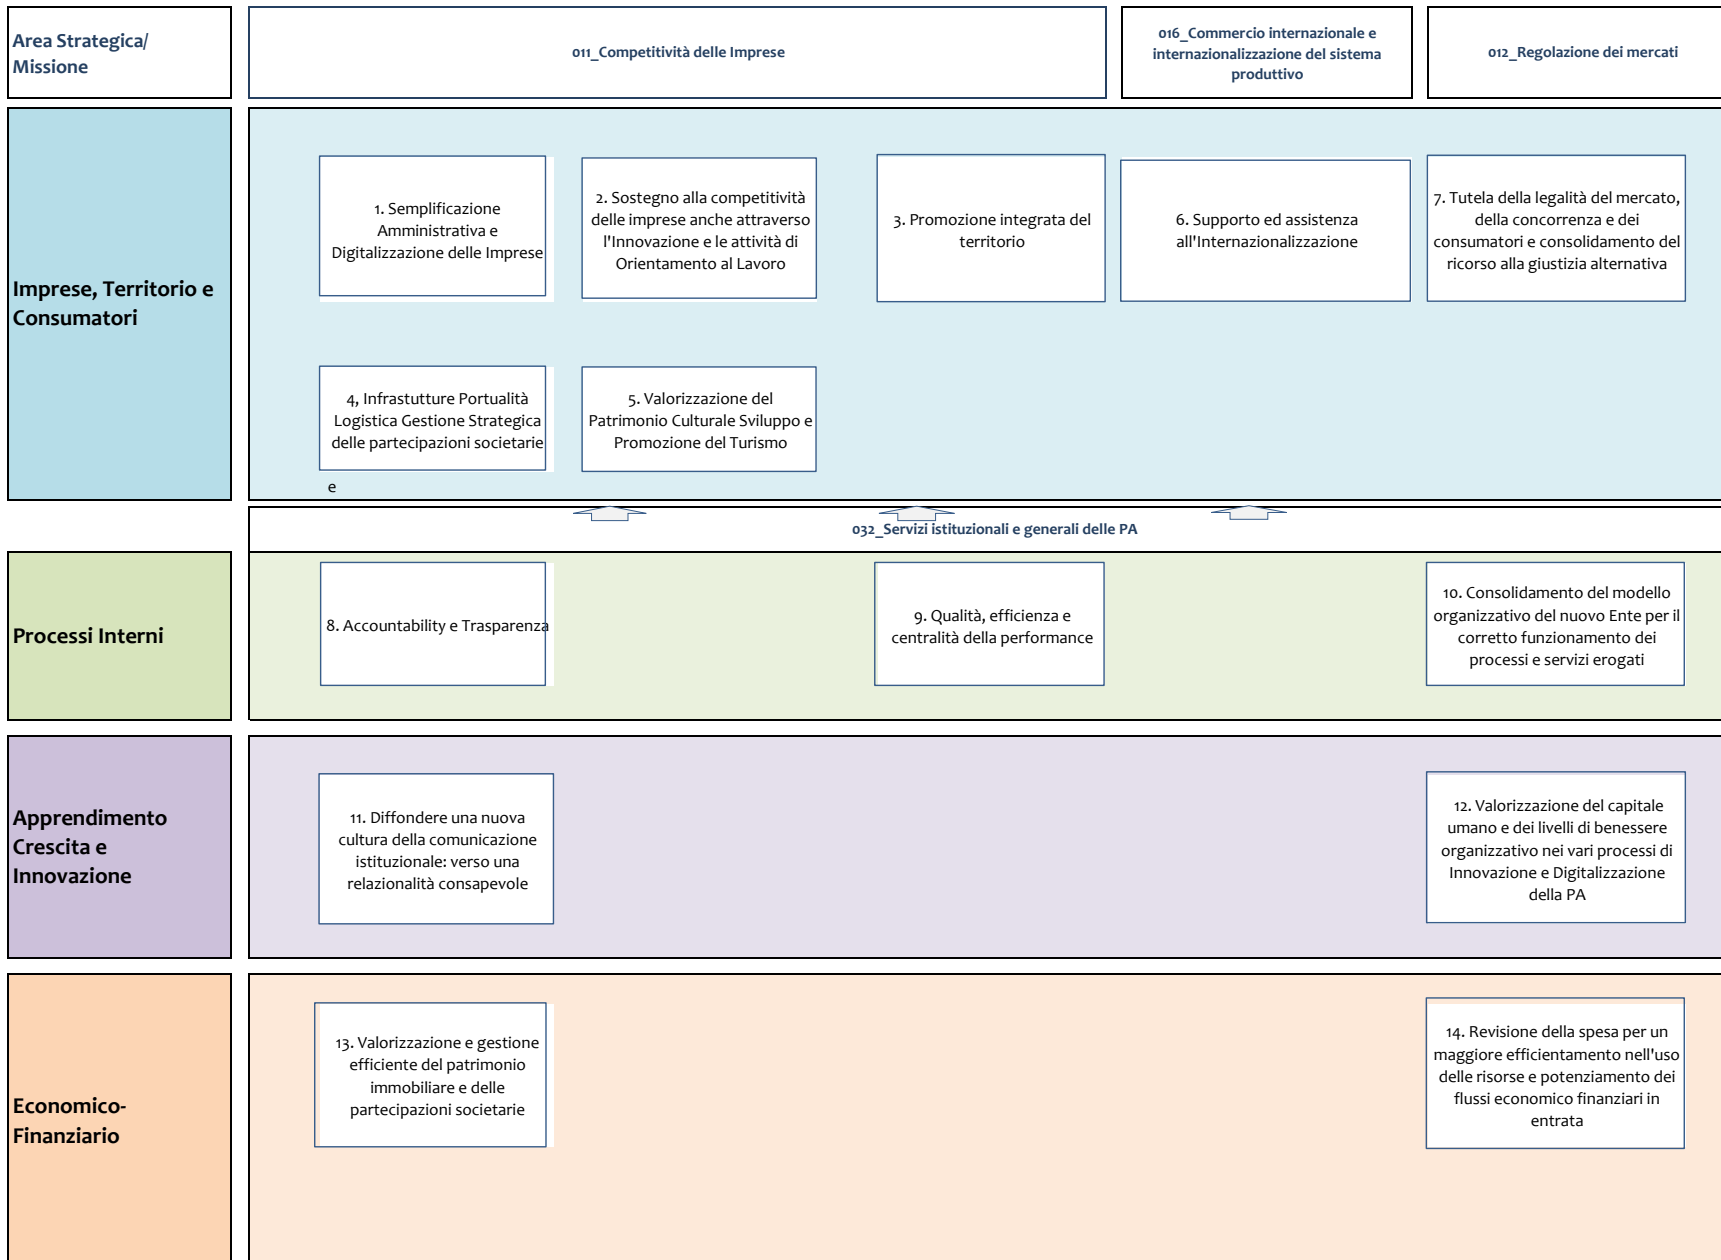 Area Strategica/
Missione
011_Competitività delle Imprese
016_Commercio internazionale e
internazionalizzazione del sistema
produttivo
012_Regolazione dei mercati
Imprese, Territorio e
Consumatori
1. Semplificazione
Amministrativa e
Digitalizzazione delle Imprese
2. Sostegno alla competitività
delle imprese anche attraverso
l'Innovazione e le attività di
Orientamento al Lavoro
3. Promozione integrata del
territorio
6. Supporto ed assistenza
all'Internazionalizzazione
7. Tutela della legalità del mercato,
della concorrenza e dei
consumatori e consolidamento del
ricorso alla giustizia alternativa
4, Infrastutture Portualità
Logistica Gestione Strategica
delle partecipazioni societarie
e
5. Valorizzazione del
Patrimonio Culturale Sviluppo e
Promozione del Turismo
032_Servizi istituzionali e generali delle PA
Processi Interni
8. Accountability e Trasparenza
9. Qualità, efficienza e
centralità della performance
10. Consolidamento del modello
organizzativo del nuovo Ente per il
corretto funzionamento dei
processi e servizi erogati
Apprendimento
Crescita e
Innovazione
11. Diffondere una nuova
cultura della comunicazione
istituzionale: verso una
relazionalità consapevole
12. Valorizzazione del capitale
umano e dei livelli di benessere
organizzativo nei vari processi di
Innovazione e Digitalizzazione
della PA
Economico-
Finanziario
13. Valorizzazione e gestione
efficiente del patrimonio
immobiliare e delle
partecipazioni societarie
14. Revisione della spesa per un
maggiore efficientamento nell'uso
delle risorse e potenziamento dei
flussi economico finanziari in
entrata